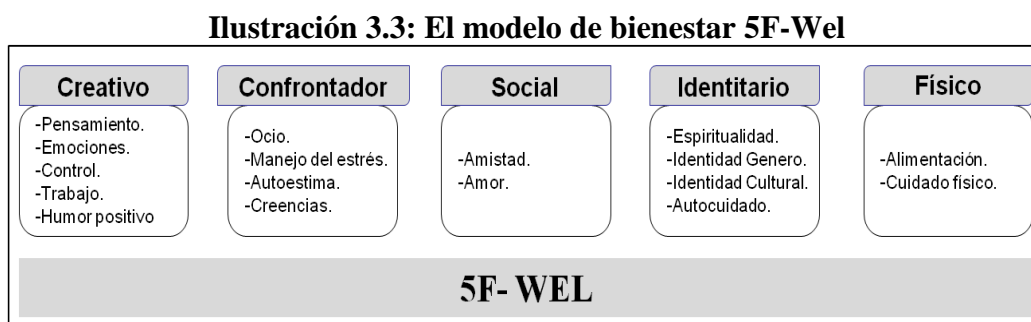 Ilustración 3.3: El modelo de bienestar 5F-Wel
Creativo
-Pensamiento.
-Emociones.
-Control.
-Trabajo.
-Humor positivo
Confrontador
-Ocio.
-Manejo del estrés.
-Autoestima.
-Creencias.
Social
-Amistad.
-Amor.
Identitario
-Espiritualidad.
-Identidad Genero.
-Identidad Cultural.
-Autocuidado.
Físico
-Alimentación.
-Cuidado físico.
5F- WEL